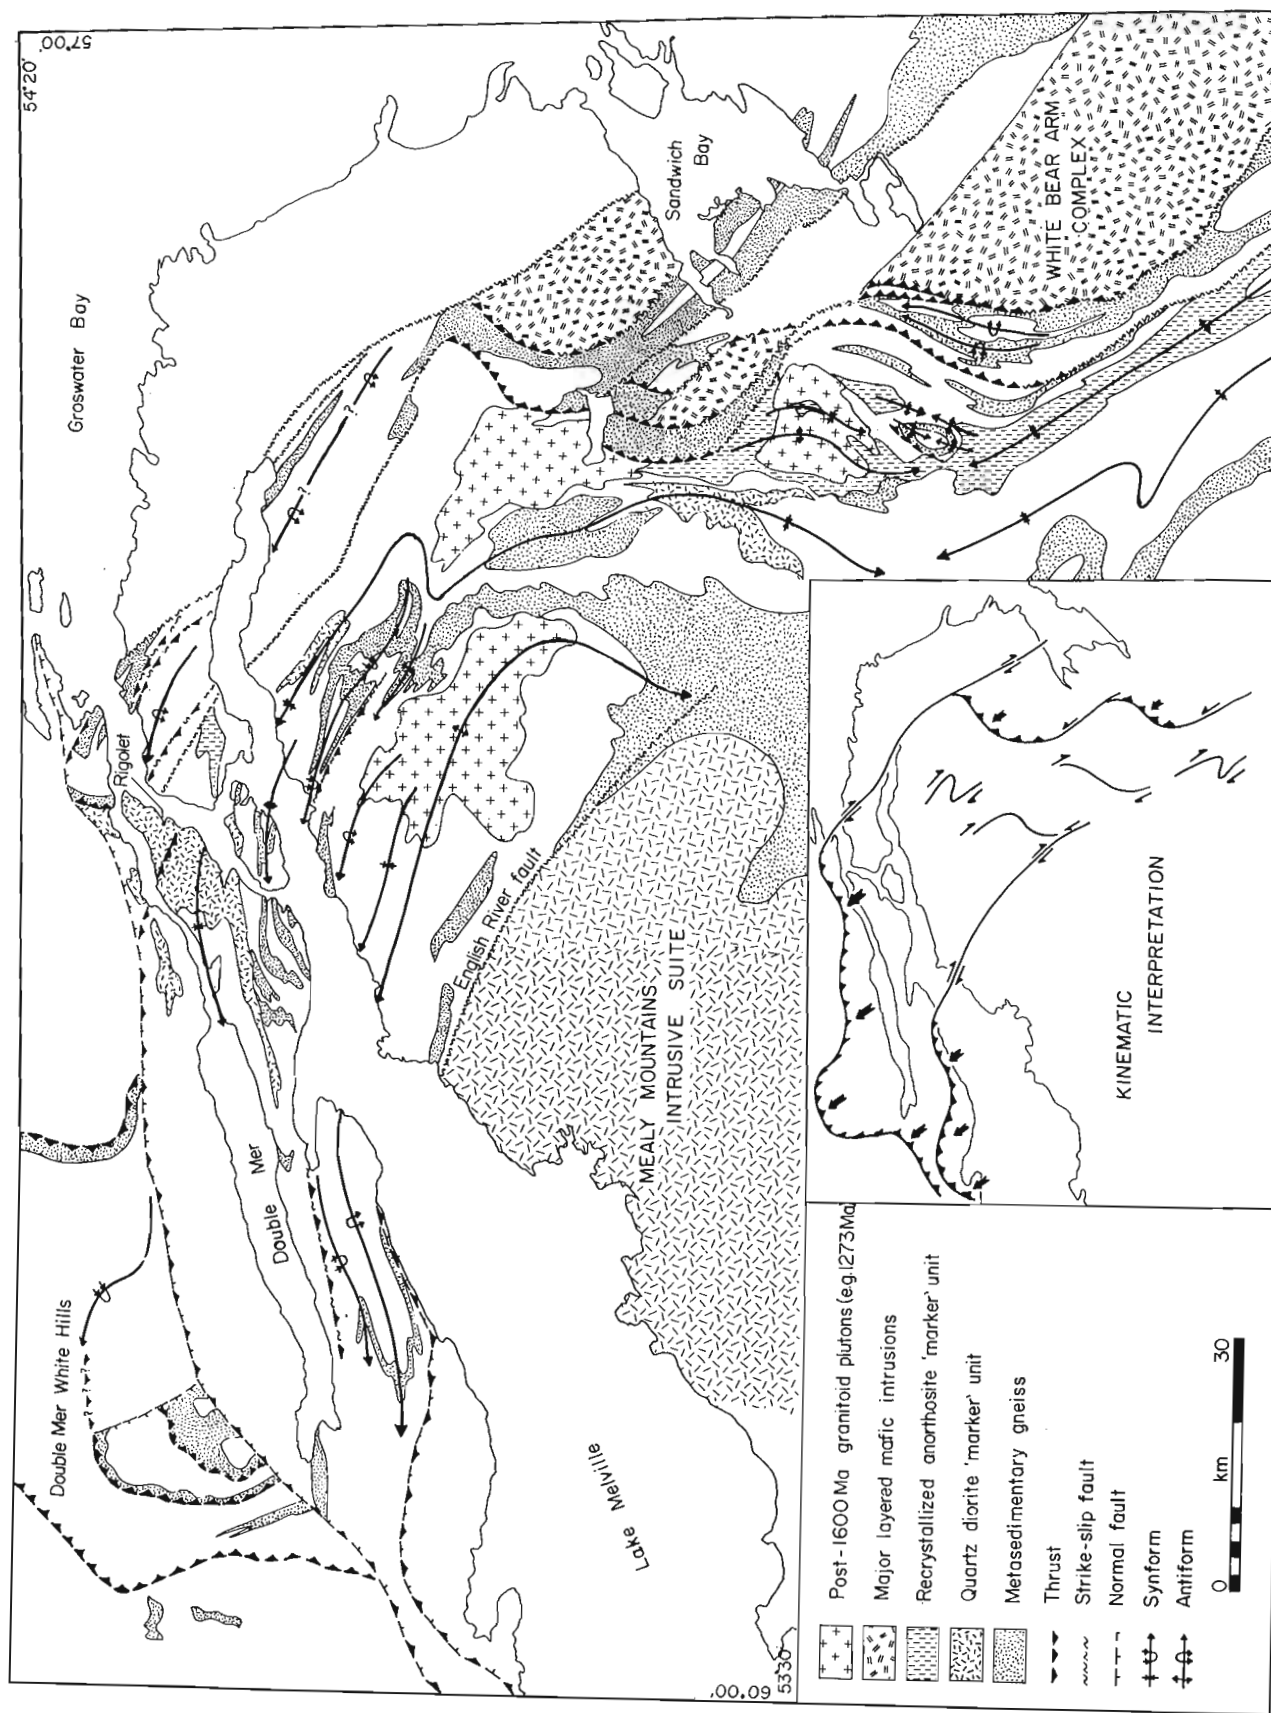 54°20'
57°00'
Groswater Bay
Sandwich
Bay
WHITE BEAR ARM
COMPLEX
Rigolet
English River fault
MEALY MOUNTAINS
INTRUSIVE SUITE
Double Mer
Double Mer White Hills
Lake Melville
60°00'
53°30'
KINEMATIC
INTERPRETATION
Post-1600 Ma granitoid plutons (e.g. 1273 Ma)
Major layered mafic intrusions
Recrystallized anorthosite 'marker' unit
Quartz diorite 'marker' unit
Metasedimentary gneiss
Thrust
Strike-slip fault
Normal fault
Synform
Antiform
0 km 30